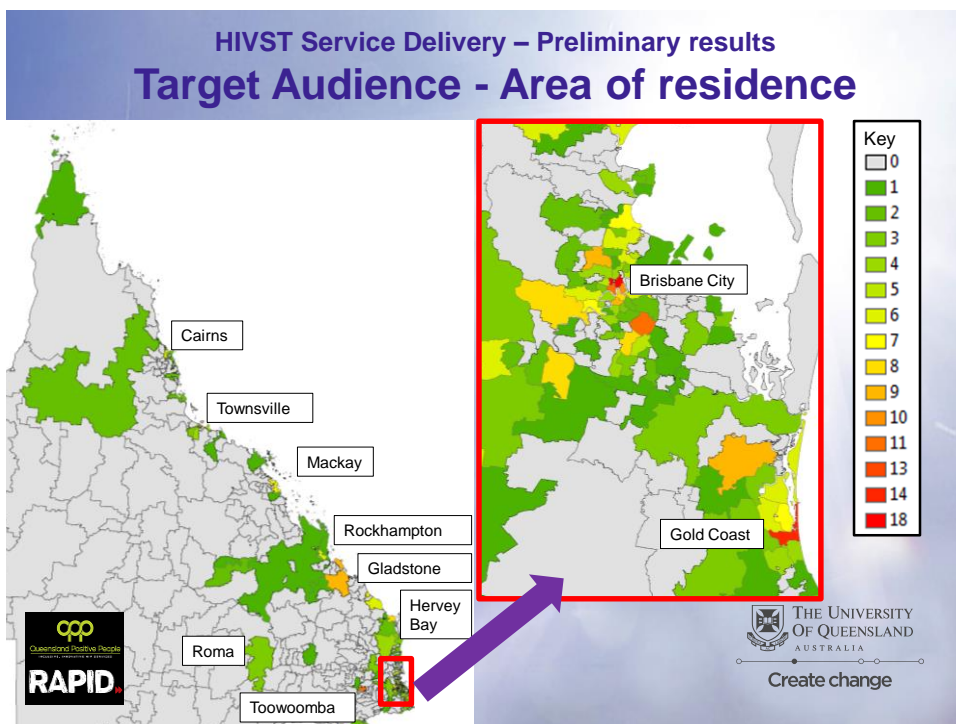 HIVST Service Delivery – Preliminary results
Target Audience - Area of residence
Cairns
Townsville
Mackay
Rockhampton
Gladstone
Hervey
Bay
Roma
Toowoomba
Brisbane City
Gold Coast
Key
0
1
2
3
4
5
6
7
8
9
10
11
13
14
18
qpp
Queensland Positive People
RAPID
THE UNIVERSITY
OF QUEENSLAND
AUSTRALIA
Create change